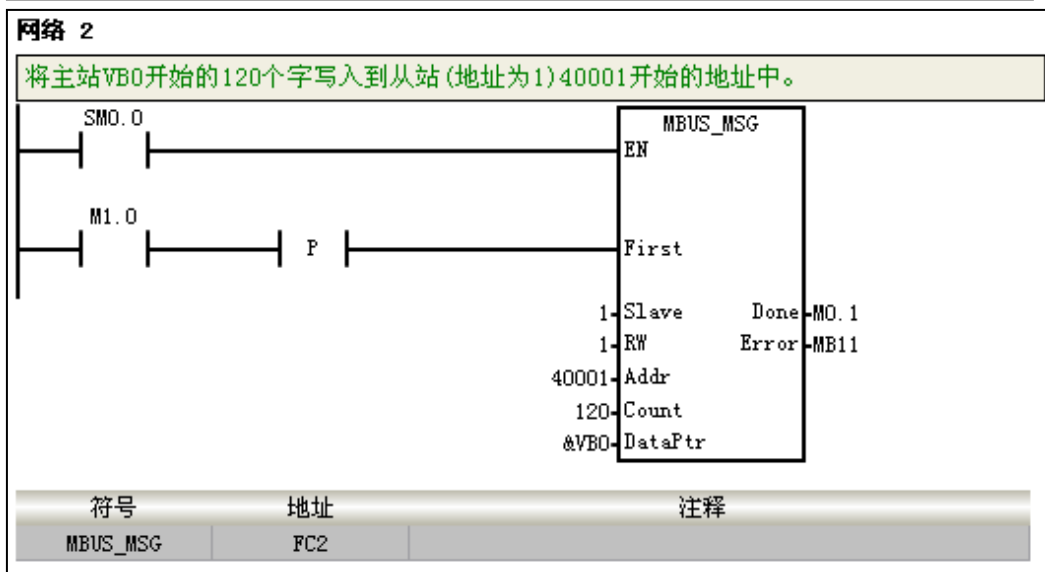 网络 2
将主站VB0开始的120个字写入到从站(地址为1)40001开始的地址中。
SM0.0
MBUS_MSG
EN
M1.0
P
First
1 Slave Done M0.1
1 RW Error MB11
40001 Addr
120 Count
&VB0 DataPtr
符号 地址 注释
MBUS_MSG FC2